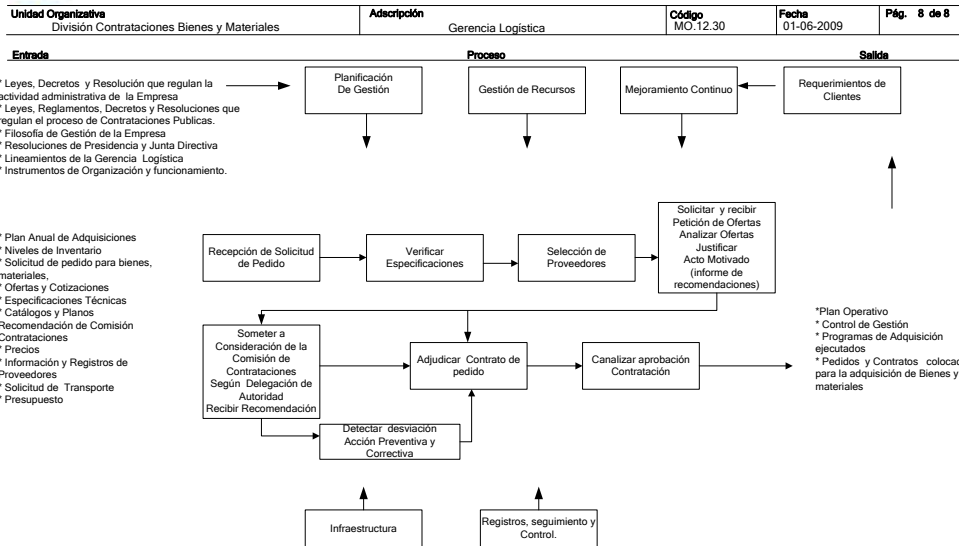 Unidad Organizativa
División Contrataciones Bienes y Materiales
Adscripción
Gerencia Logística
Código
MO.12.30
Fecha
01-06-2009
Pág. 8 de 8
Entrada
Proceso
Salida
* Leyes, Decretos y Resolución que regulan la
actividad administrativa de la Empresa
* Leyes, Reglamentos, Decretos y Resoluciones que
regulan el proceso de Contrataciones Publicas.
* Filosofía de Gestión de la Empresa
* Resoluciones de Presidencia y Junta Directiva
* Lineamientos de la Gerencia Logística
* Instrumentos de Organización y funcionamiento.
Planificación
De Gestión
Gestión de Recursos
Mejoramiento Continuo
Requerimientos de
Clientes
* Plan Anual de Adquisiciones
* Niveles de Inventario
* Solicitud de pedido para bienes,
materiales,
* Ofertas y Cotizaciones
* Especificaciones Técnicas
* Catálogos y Planos
Recomendación de Comisión
Contrataciones
* Precios
* Información y Registros de
Proveedores
* Solicitud de Transporte
* Presupuesto
Recepción de Solicitud
de Pedido
Verificar
Especificaciones
Selección de
Proveedores
Solicitar y recibir
Petición de Ofertas
Analizar Ofertas
Justificar
Acto Motivado
(informe de
recomendaciones)
Someter a
Consideración de la
Comisión de
Contrataciones
Según Delegación de
Autoridad
Recibir Recomendación
Adjudicar Contrato de
pedido
Canalizar aprobación
Contratación
*Plan Operativo
* Control de Gestión
* Programas de Adquisición
ejecutados
* Pedidos y Contratos colocad
para la adquisición de Bienes y
materiales
Detectar desviación
Acción Preventiva y
Correctiva
Infraestructura
Registros, seguimiento y
Control.